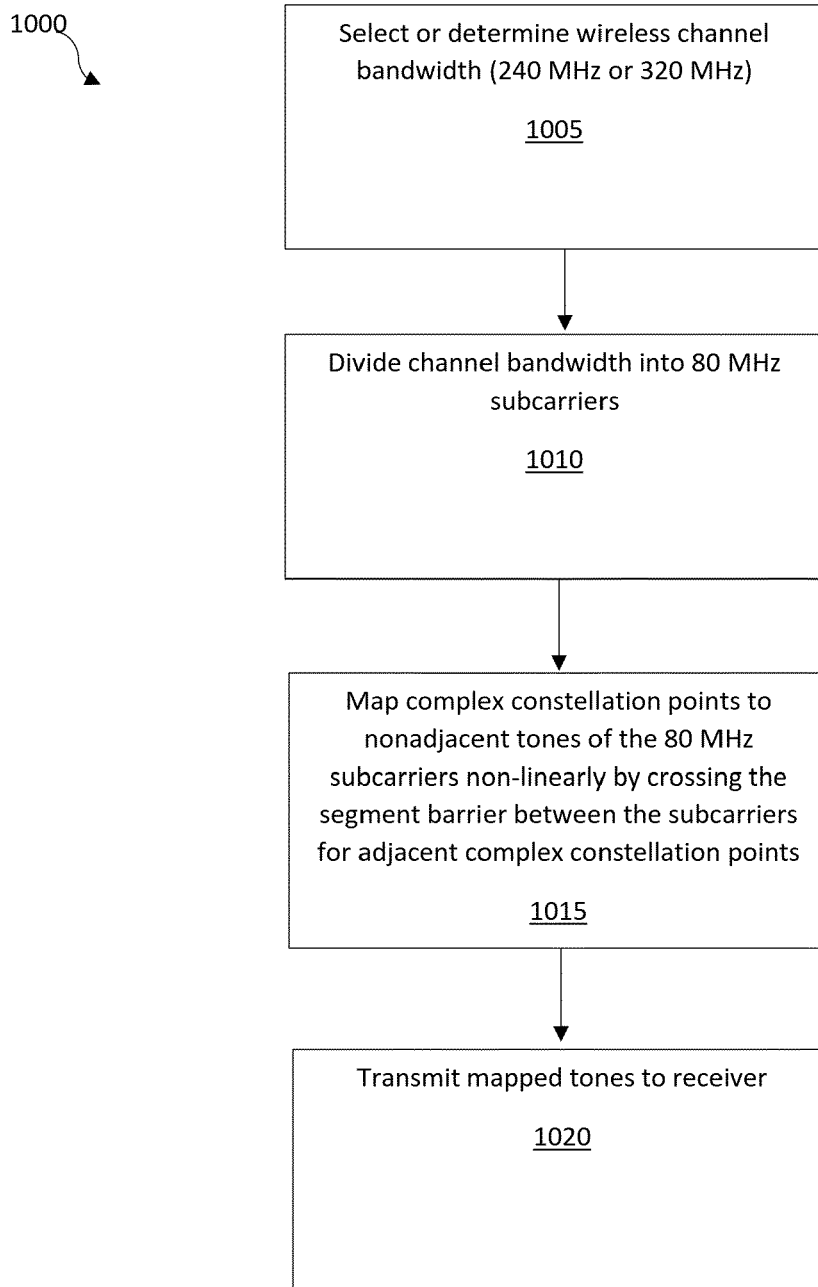 1000
Select or determine wireless channel
bandwidth (240 MHz or 320 MHz)
1005
Divide channel bandwidth into 80 MHz
subcarriers
1010
Map complex constellation points to
nonadjacent tones of the 80 MHz
subcarriers non-linearly by crossing the
segment barrier between the subcarriers
for adjacent complex constellation points
1015
Transmit mapped tones to receiver
1020